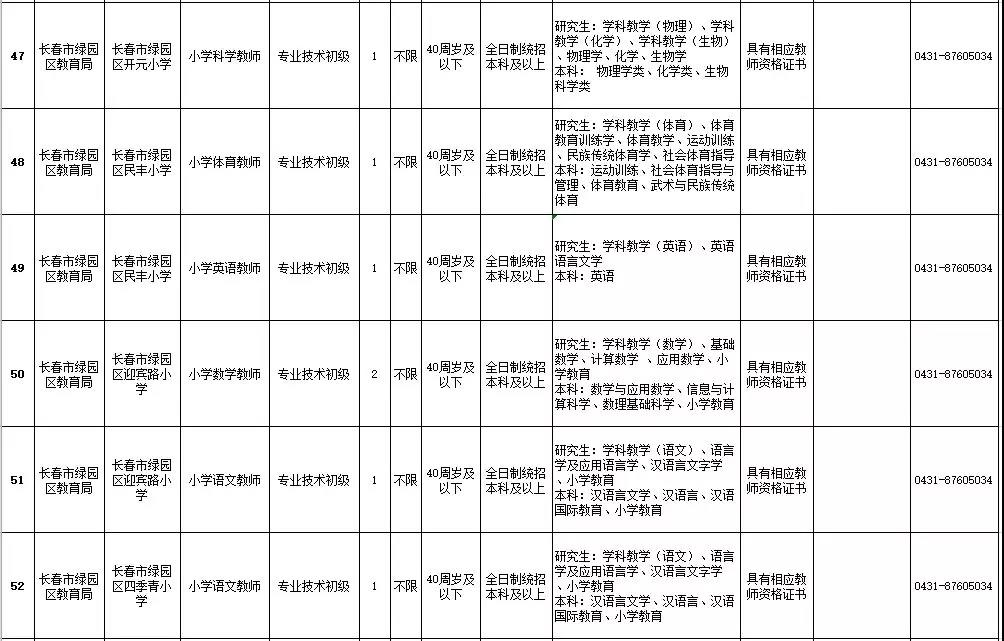 47
长春市绿园
区教育局
长春市绿园
区开元小学
小学科学教师
专业技术初级
1
不限
40周岁及
以下
全日制统招
本科及以上
研究生：学科教学（物理）、学科
教学（化学）、学科教学（生物）
、物理学、化学、生物学
本科： 物理学类、化学类、生物
科学类
具有相应教
师资格证书
0431-87605034
48
长春市绿园
区教育局
长春市绿园
区民丰小学
小学体育教师
专业技术初级
1
不限
40周岁及
以下
全日制统招
本科及以上
研究生：学科教学（体育）、体育
教育训练学、体育教学、运动训练
、民族传统体育学、社会体育指导
本科：运动训练、社会体育指导与
管理、体育教育、武术与民族传统
体育
具有相应教
师资格证书
0431-87605034
49
长春市绿园
区教育局
长春市绿园
区民丰小学
小学英语教师
专业技术初级
1
不限
40周岁及
以下
全日制统招
本科及以上
研究生：学科教学（英语）、英语
语言文学
本科：英语
具有相应教
师资格证书
0431-87605034
50
长春市绿园
区教育局
长春市绿园
区迎宾路小
学
小学数学教师
专业技术初级
2
不限
40周岁及
以下
全日制统招
本科及以上
研究生：学科教学（数学）、基础
数学、计算数学 、应用数学、小
学教育
本科：数学与应用数学、信息与计
算科学、数理基础科学、小学教育
具有相应教
师资格证书
0431-87605034
51
长春市绿园
区教育局
长春市绿园
区迎宾路小
学
小学语文教师
专业技术初级
1
不限
40周岁及
以下
全日制统招
本科及以上
研究生：学科教学（语文）、语言
学及应用语言学、汉语言文字学
、小学教育
本科：汉语言文学、汉语言、汉语
国际教育、小学教育
具有相应教
师资格证书
0431-87605034
52
长春市绿园
区教育局
长春市绿园
区四季青小
学
小学语文教师
专业技术初级
1
不限
40周岁及
以下
全日制统招
本科及以上
研究生：学科教学（语文）、语言
学及应用语言学、汉语言文字学
、小学教育
本科：汉语言文学、汉语言、汉语
国际教育、小学教育
具有相应教
师资格证书
0431-87605034